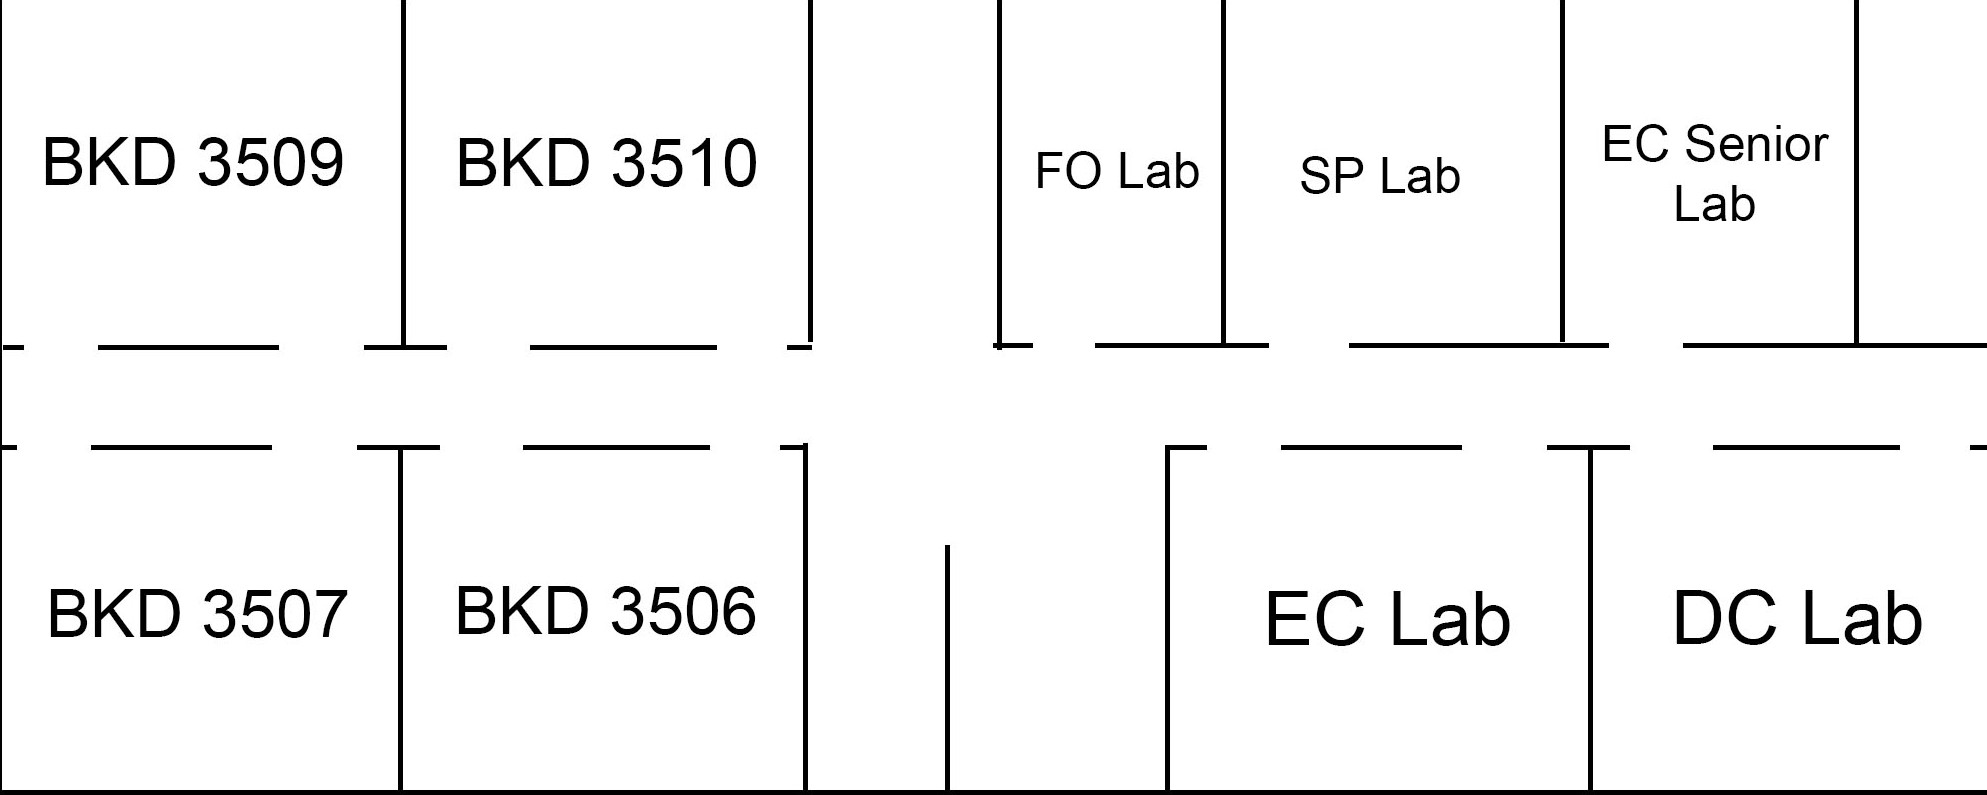 BKD 3509
BKD 3510
FO Lab
SP Lab
EC Senior
Lab
BKD 3507
BKD 3506
EC Lab
DC Lab